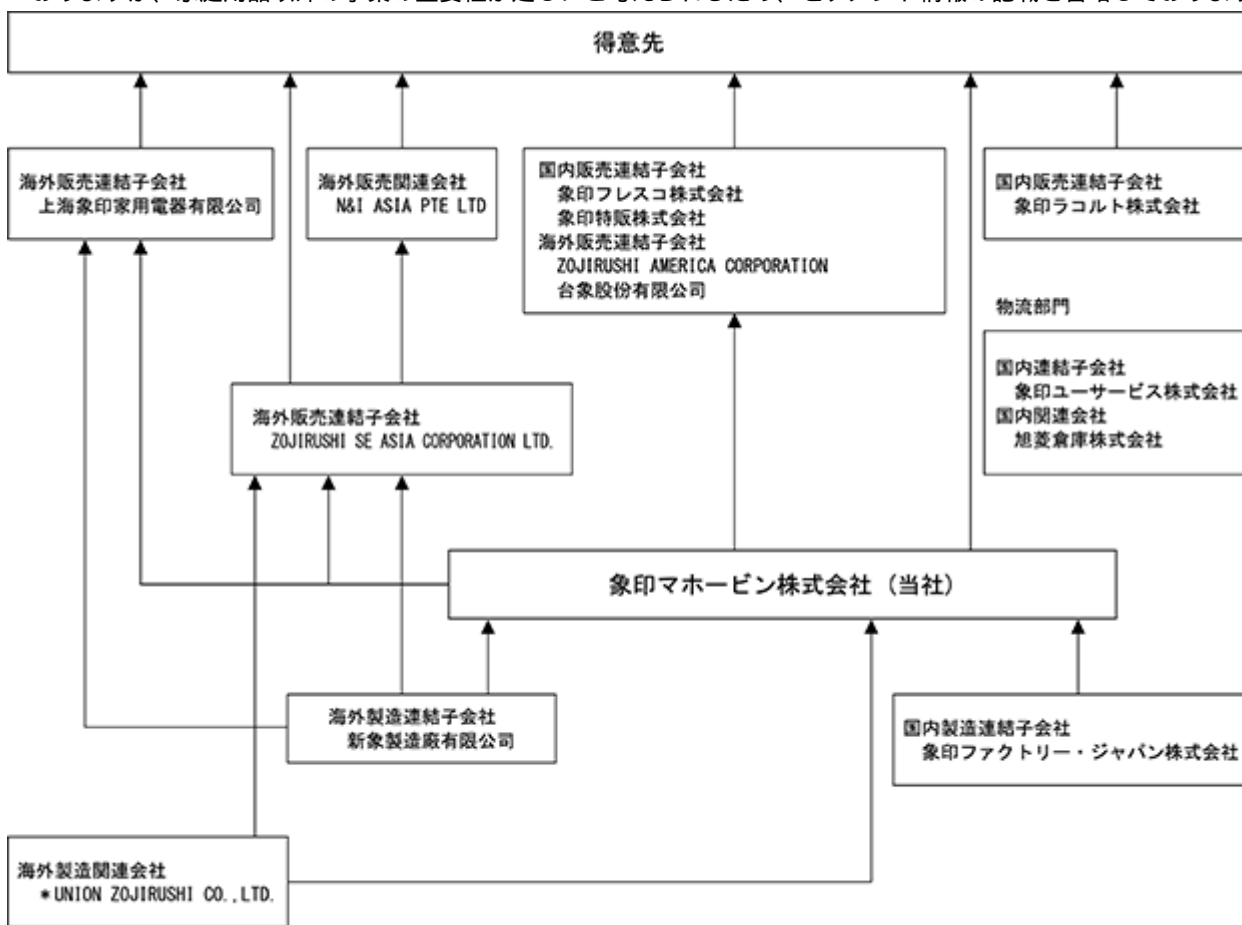 得意先
海外販売連結子会社
上海象印家用電器有限公司
海外販売関連会社
N&I ASIA PTE LTD
国内販売連結子会社
象印フレスコ株式会社
象印特販株式会社
海外販売連結子会社
ZOJIRUSHI AMERICA CORPORATION
台象股份有限公司
国内販売連結子会社
象印ラコルト株式会社
物流部門
国内連結子会社
象印ユーサービス株式会社
国内関連会社
旭菱倉庫株式会社
海外販売連結子会社
ZOJIRUSHI SE ASIA CORPORATION LTD.
象印マホービン株式会社（当社）
海外製造連結子会社
新象製造廠有限公司
国内製造連結子会社
象印ファクトリー・ジャパン株式会社
海外製造関連会社
＊UNION ZOJIRUSHI CO.,LTD.